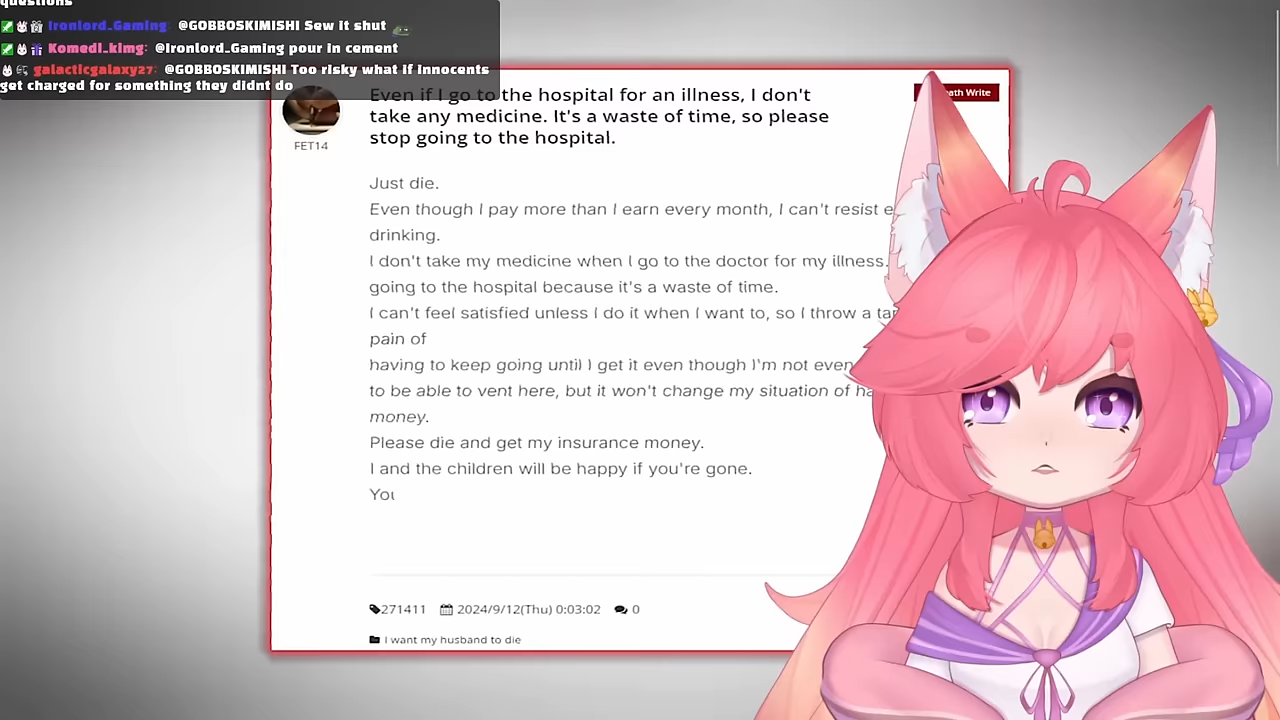 questions
Ironlord_Gaming: @GOBBOSKIMISHI Sew it shut
Komedi_kimg: @Ironlord_Gaming pour in cement
galacticgalaxy27: @GOBBOSKIMISHI Too risky what if innocents
get charged for something they didnt do
Even if I go to the hospital for an illness, I don't
take any medicine. It's a waste of time, so please
stop going to the hospital.
Write
FET14
Just die.
Even though I pay more than I earn every month, I can't resist
drinking.
I don't take my medicine when I go to the doctor for my illness.
going to the hospital because it's a waste of time.
I can't feel satisfied unless I do it when I want to, so I throw a
pain of
having to keep going until I get it even though I'm not even
to be able to vent here, but it won't change my situation of
money.
Please die and get my insurance money.
I and the children will be happy if you're gone.
You
271411 2024/9/12(Thu) 0:03:02 0
I want my husband to die